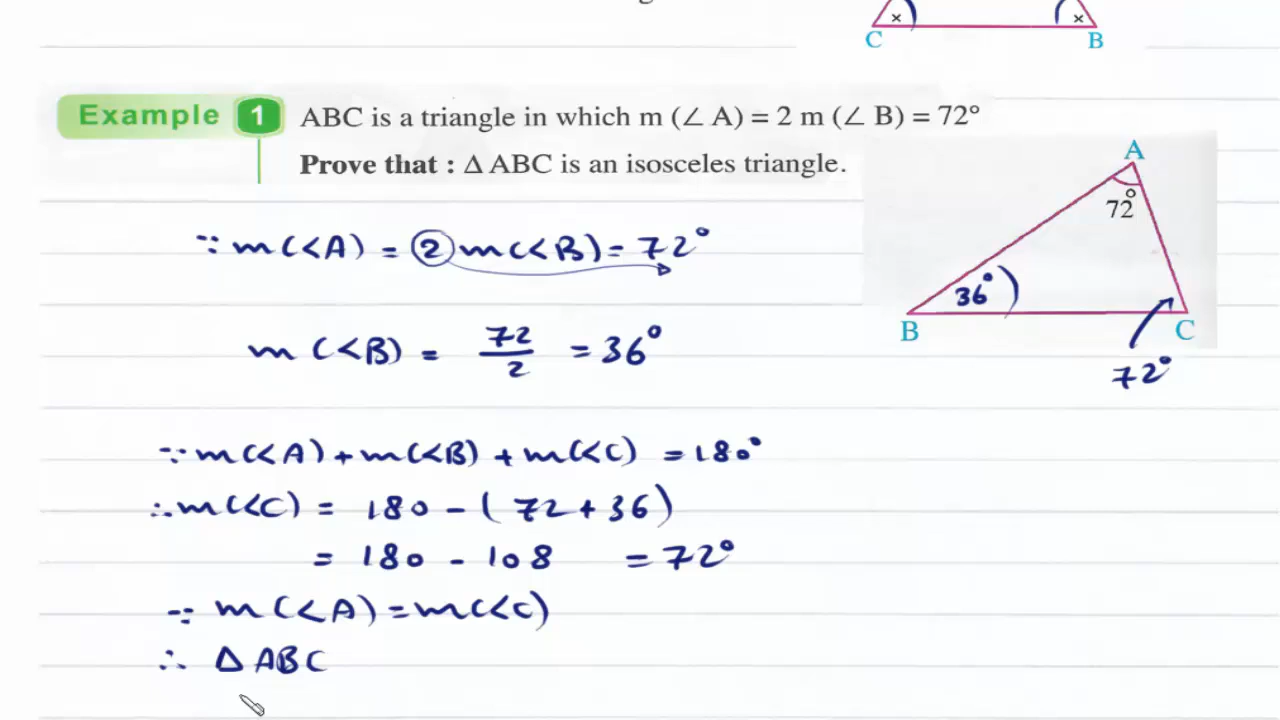 C B
Example 1 ABC is a triangle in which m (∠ A) = 2 m (∠ B) = 72°
Prove that : Δ ABC is an isosceles triangle.
A
72°
36°
B
C
72°
∵ m(<A) = 2 m(<B) = 72°
m(<B) = 72/2 = 36°
∵ m(<A) + m(<B) + m(<C) = 180°
∴ m(<C) = 180 - (72 + 36)
= 180 - 108 = 72°
∵ m(<A) = m(<C)
∴ Δ ABC